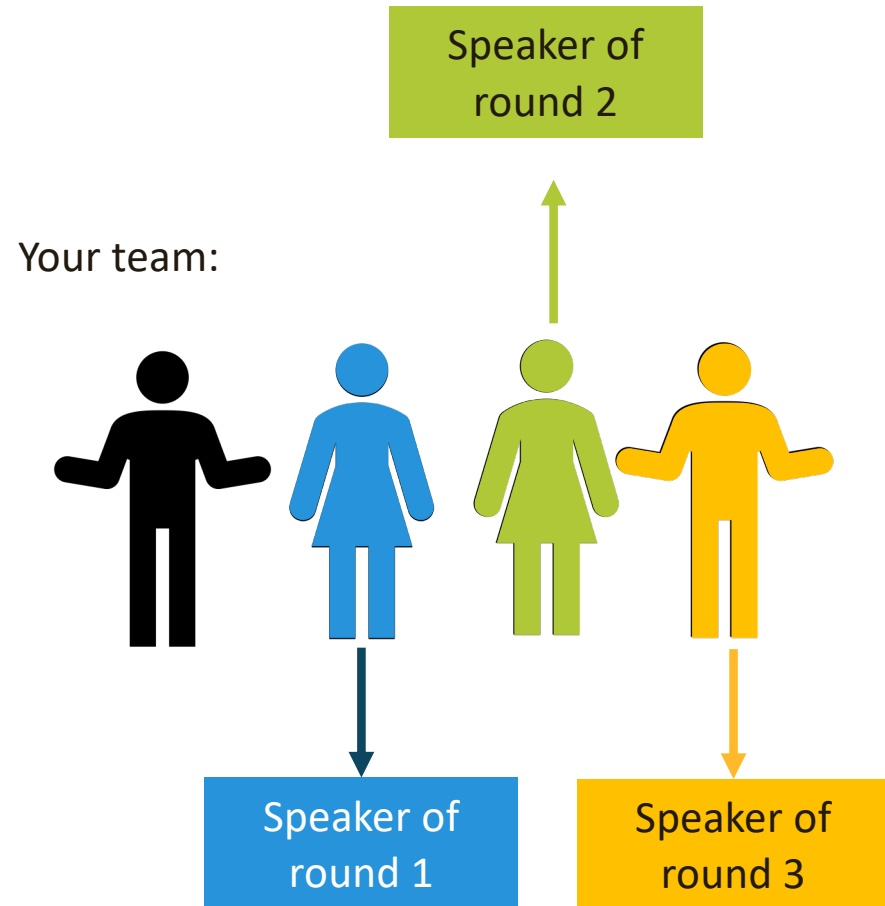 Speaker of
round 2
Your team:
Speaker of
round 1
Speaker of
round 3